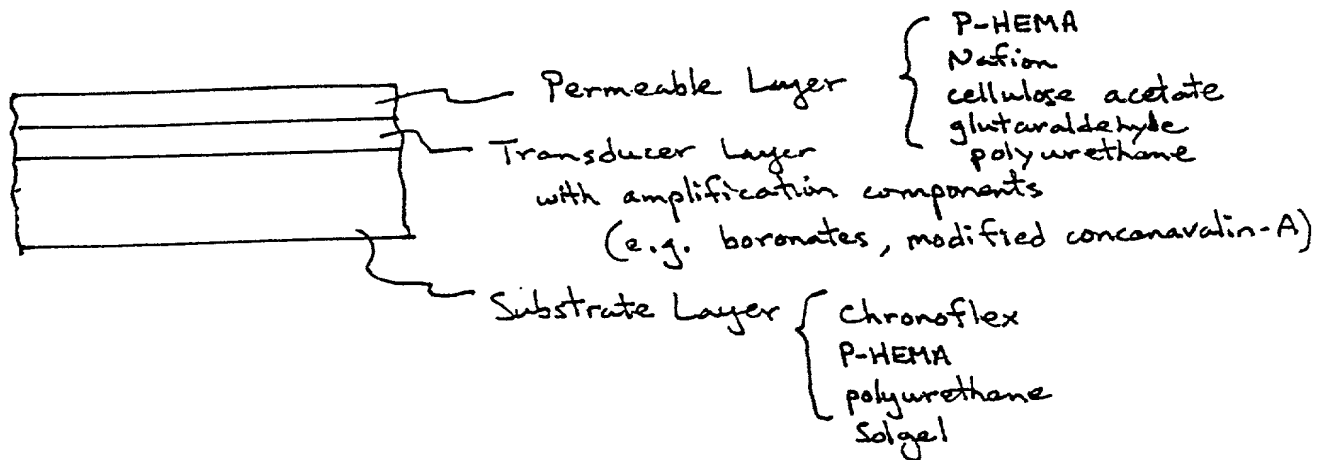 Permeable Layer
P-HEMA
Nafion
cellulose acetate
glutaraldehyde
polyurethane
Transducer Layer
with amplification components
(e.g. boronates, modified concanavalin-A)
Substrate Layer
Chronoflex
P-HEMA
polyurethane
Solgel